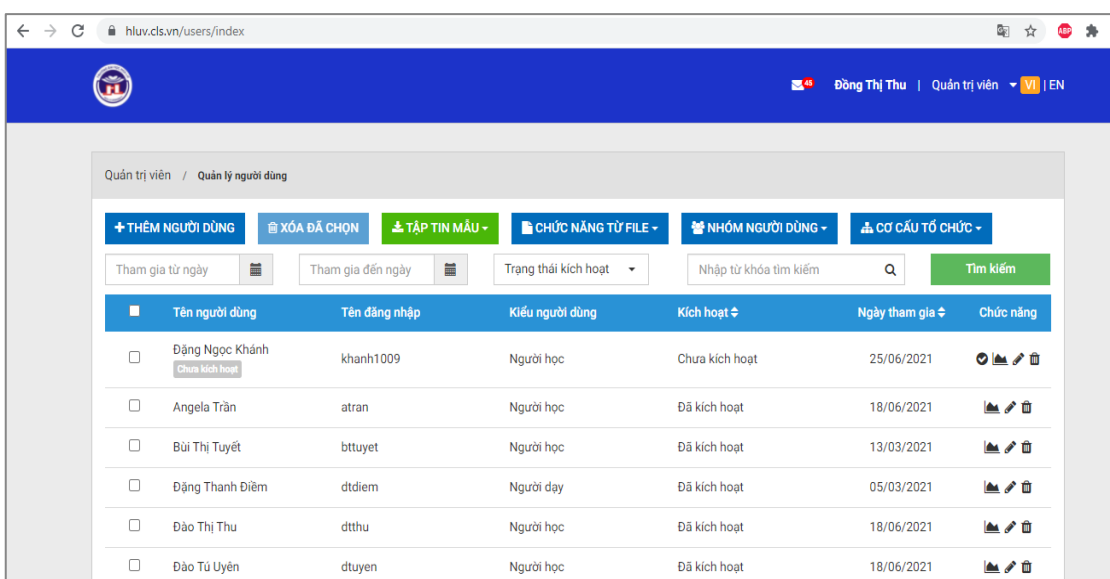 hluv.cls.vn/users/index
ABP
45 Đồng Thị Thu | Quản trị viên VI | EN
Quản trị viên / Quản lý người dùng
THÊM NGƯỜI DÙNG XÓA ĐÃ CHỌN TẬP TIN MẪU CHỨC NĂNG TỪ FILE NHÓM NGƯỜI DÙNG CƠ CẤU TỔ CHỨC
Tham gia từ ngày Tham gia đến ngày Trạng thái kích hoạt Nhập từ khóa tìm kiếm Tìm kiếm
Tên người dùng Tên đăng nhập Kiểu người dùng Kích hoạt Ngày tham gia Chức năng
Đặng Ngọc Khánh khanh1009 Người học Chưa kích hoạt 25/06/2021
Chưa kích hoạt
Angela Trần atran Người học Đã kích hoạt 18/06/2021
Bùi Thị Tuyết bttuyet Người học Đã kích hoạt 13/03/2021
Đặng Thanh Điềm dtdiem Người dạy Đã kích hoạt 05/03/2021
Đào Thị Thu dtthu Người học Đã kích hoạt 18/06/2021
Đào Tú Uyên dtuyen Người học Đã kích hoạt 18/06/2021